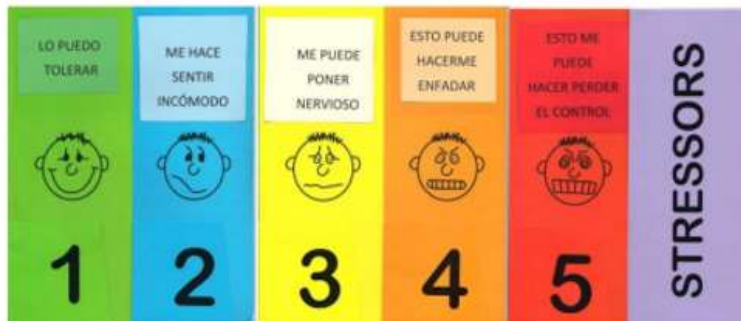 LO PUEDO
TOLERAR
ME HACE
SENTIR
INCÓMODO
ME PUEDE
PONER
NERVIOSO
ESTO PUEDE
HACERME
ENFADAR
ESTO ME
PUEDE
HACER PERDER
EL CONTROL
1
2
3
4
5
STRESSORS